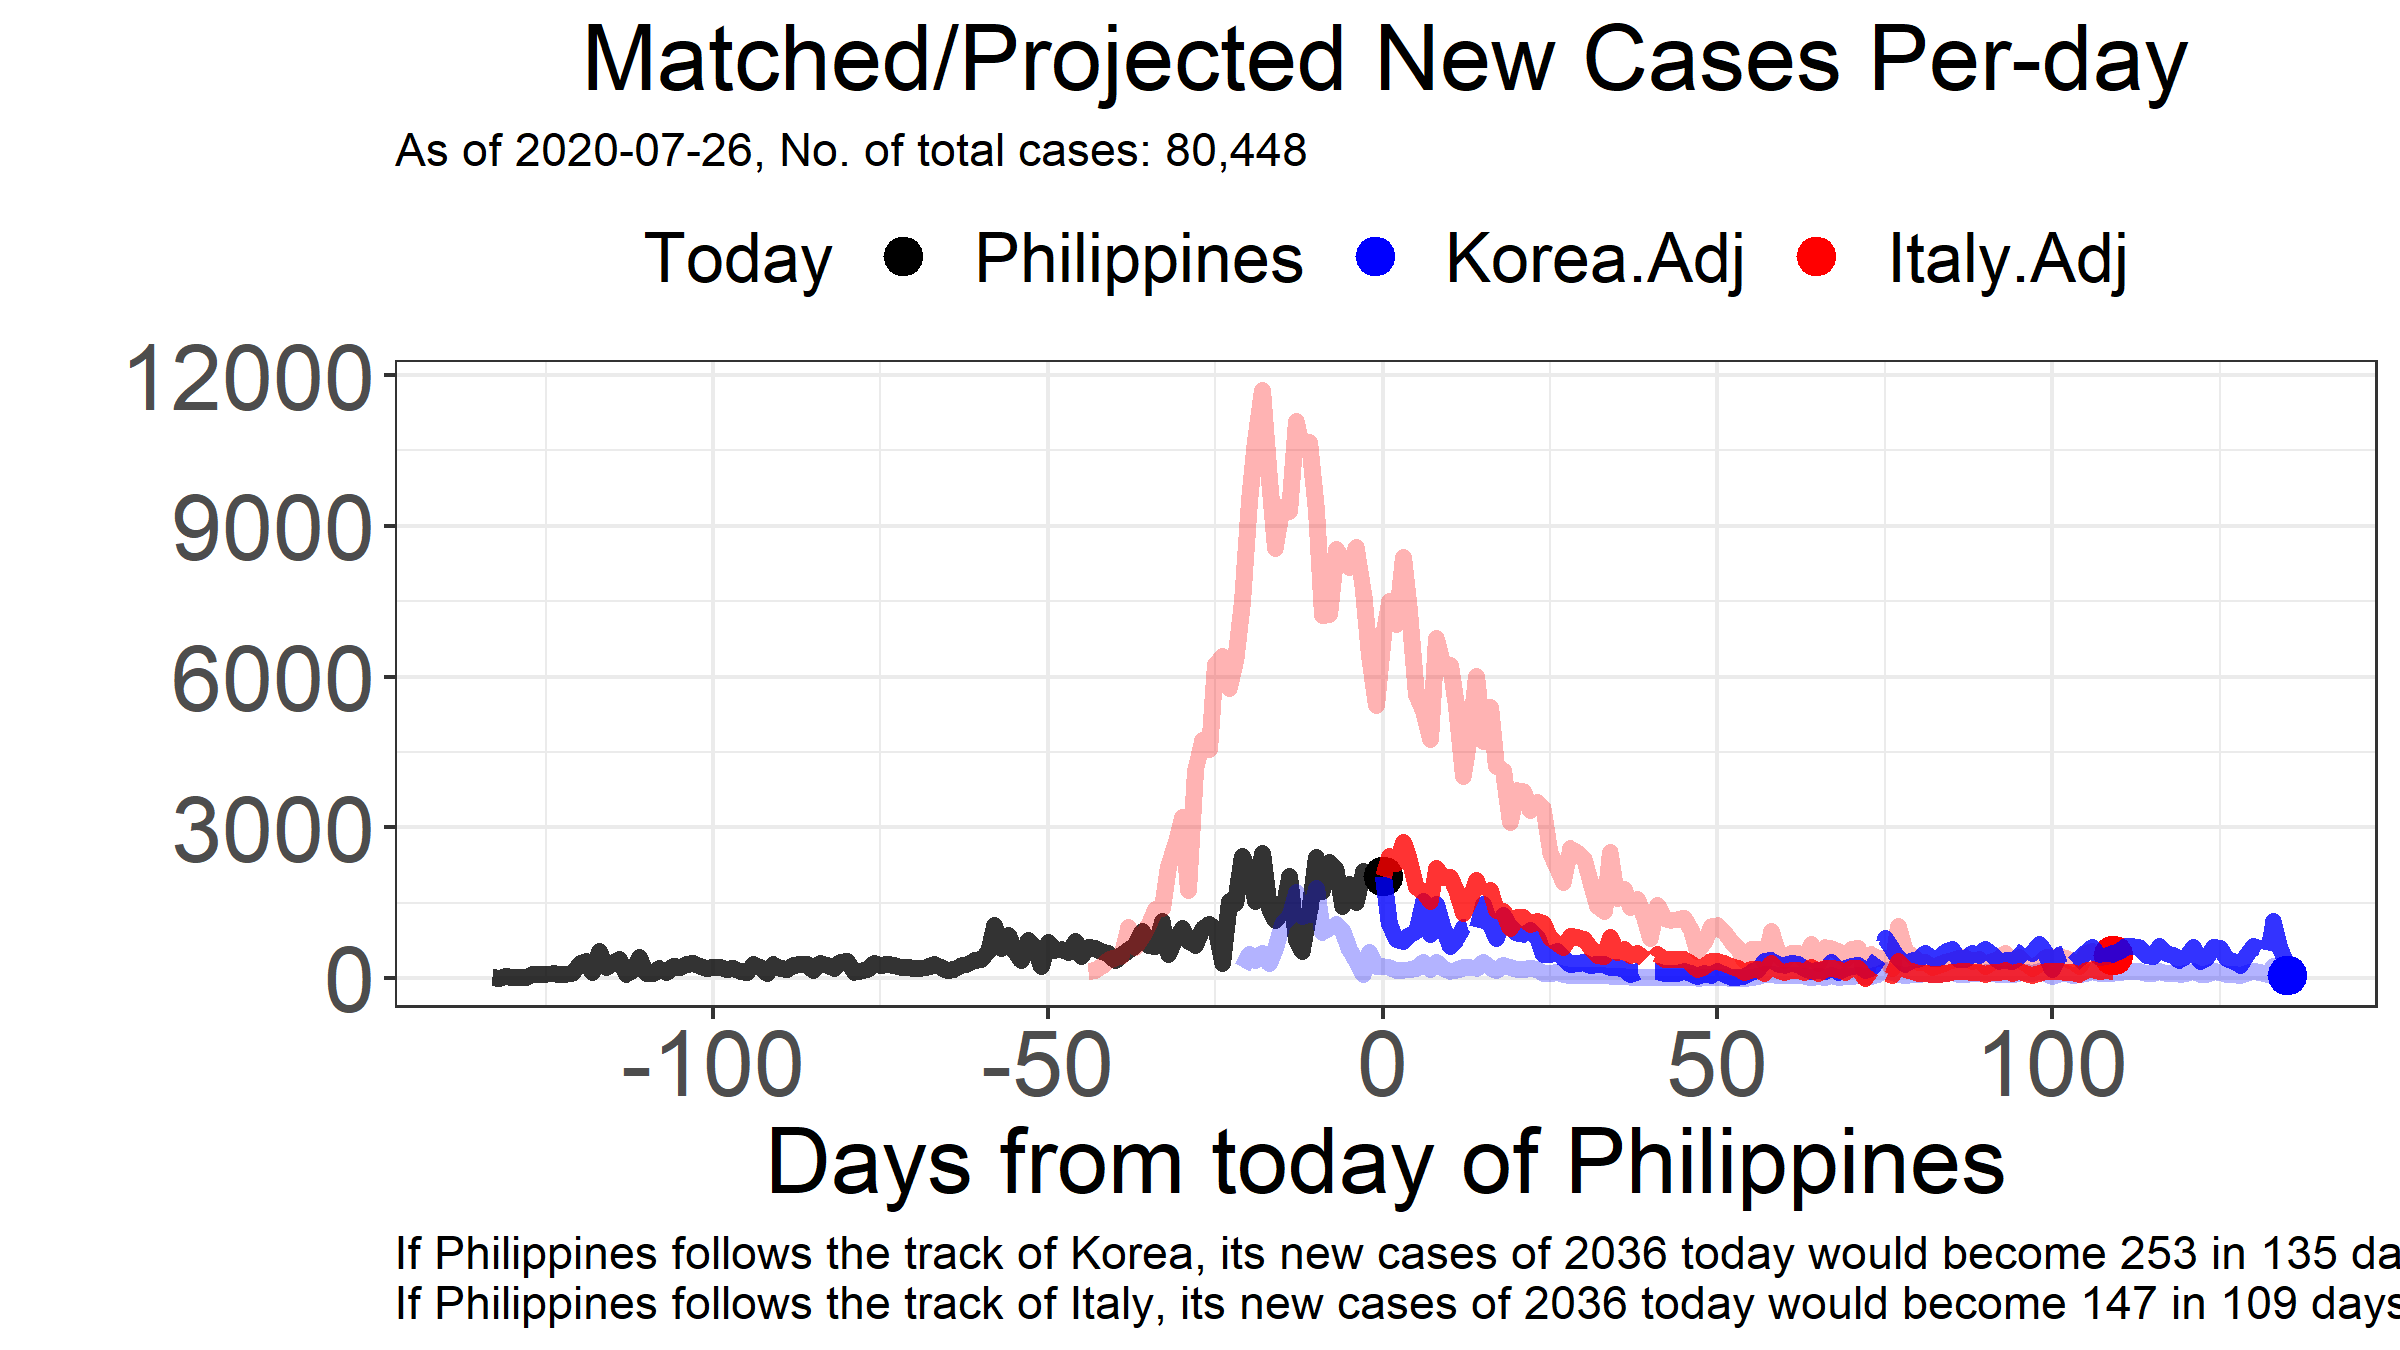 Matched/Projected New Cases Per-day
As of 2020-07-26, No. of total cases: 80,448
Today Philippines Korea.Adj Italy.Adj
12000
9000
6000
3000
0
-100 -50 0 50 100
Days from today of Philippines
If Philippines follows the track of Korea, its new cases of 2036 today would become 253 in 135 da
If Philippines follows the track of Italy, its new cases of 2036 today would become 147 in 109 days